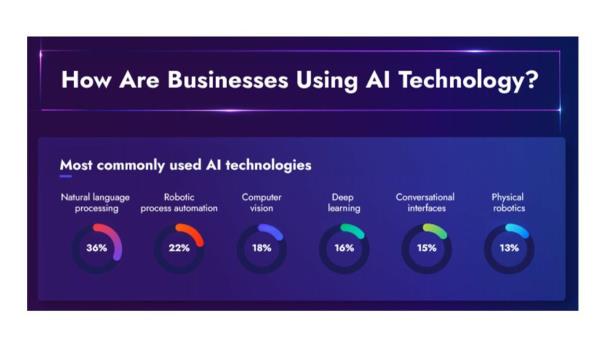 How Are Businesses Using AI Technology?
Most commonly used AI technologies
Natural language
processing
36%
Robotic
process automation
22%
Computer
vision
18%
Deep
learning
16%
Conversational
interfaces
15%
Physical
robotics
13%